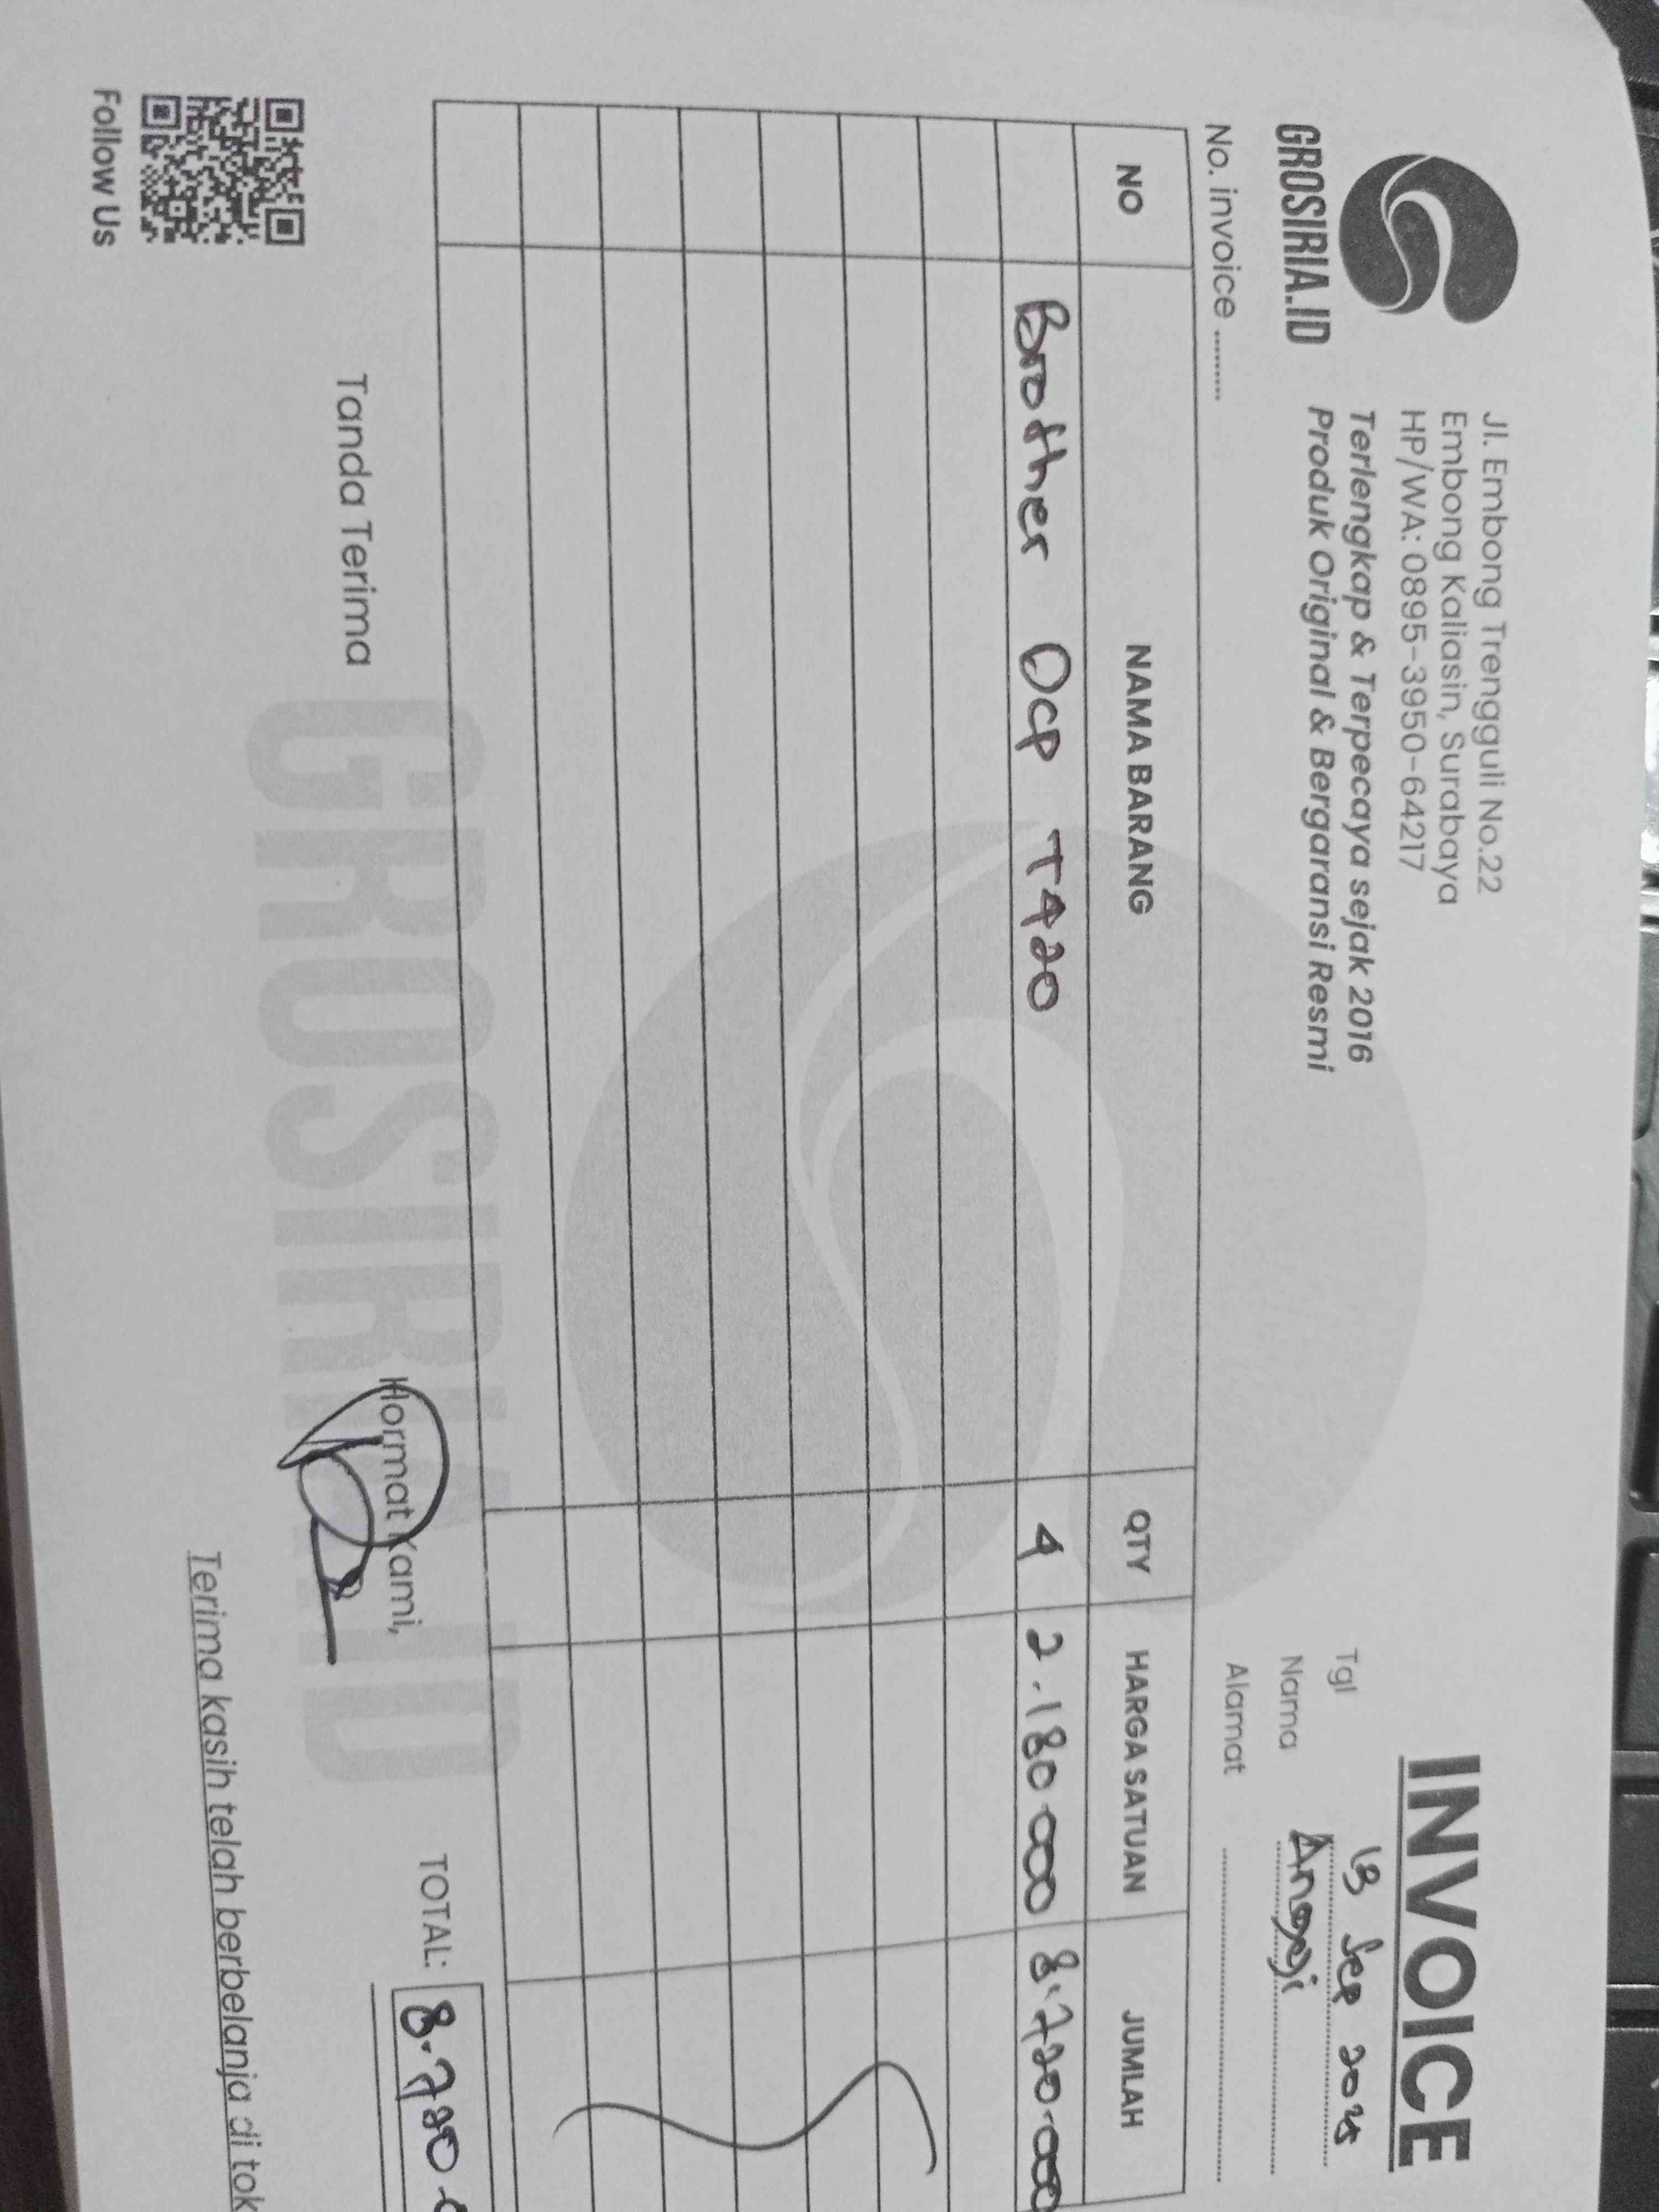 GROSIRIA.ID
Jl. Embong Trengguli No.22
Embong Kaliasin, Surabaya
HP/WA: 0895-3950-64217
Terlengkap & Terpecaya sejak 2016
Produk Original & Bergaransi Resmi
INVOICE
Tgl 13 Sep 2025
Nama Anggi
Alamat
No. invoice ..........
NO NAMA BARANG QTY HARGA SATUAN JUMLAH
Brother DCP T420 4 2.180.000 8.720.000
GROSIRIA.ID
Tanda Terima Hormat Kami, TOTAL: 8.720
Follow Us
Terima kasih telah berbelanja di